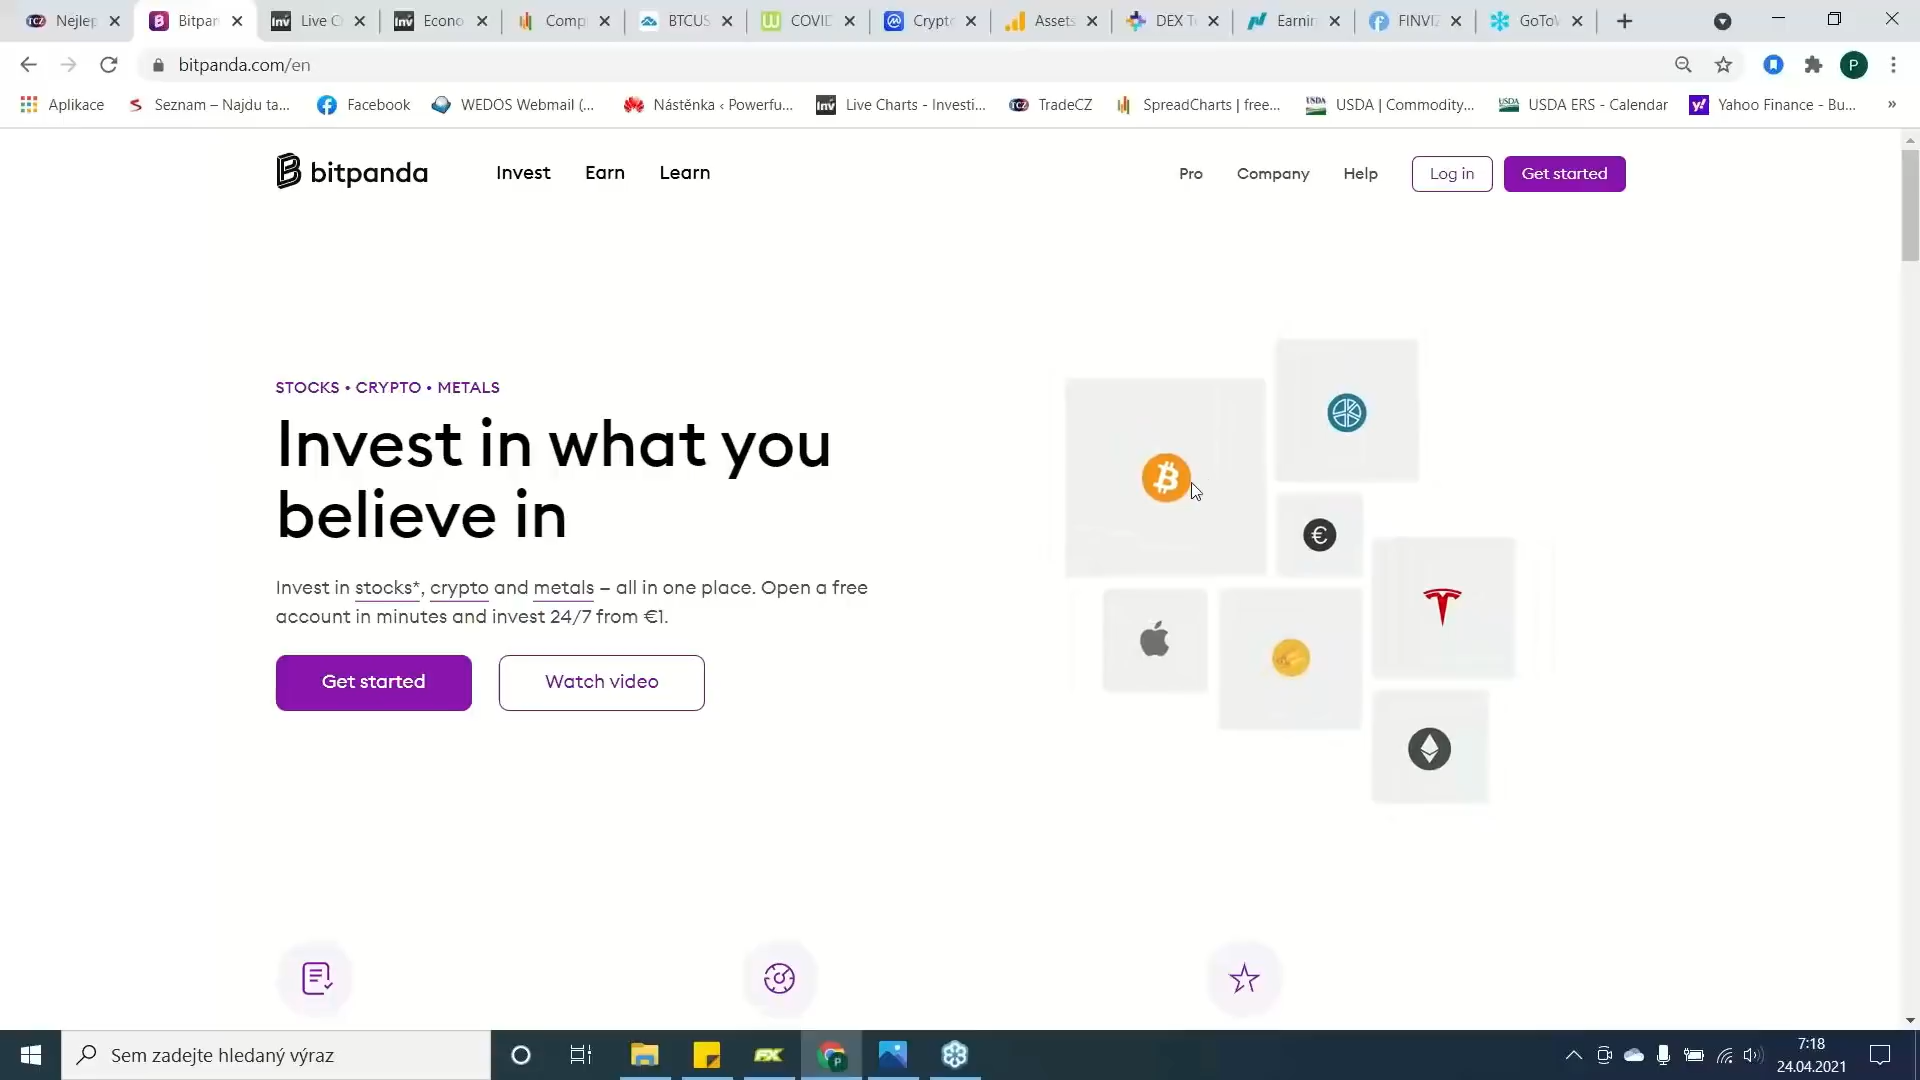 Nejlep
Bitpan
Live C
Econo
Comp
BTCUS
COVID
Crypto
Assets
DEX T
Earnin
FINVIZ
GoToW
bitpanda.com/en
P
Aplikace
Seznam – Najdu ta...
Facebook
WEDOS Webmail (...
Nástěnka ‹ Powerfu...
Live Charts - Investi...
TradeCZ
SpreadCharts | free...
USDA | Commodity...
USDA ERS - Calendar
Yahoo Finance - Bu...
»
bitpanda
Invest
Earn
Learn
Pro
Company
Help
Log in
Get started
STOCKS • CRYPTO • METALS
Invest in what you
believe in
Invest in stocks*, crypto and metals – all in one place. Open a free
account in minutes and invest 24/7 from €1.
Get started
Watch video
Sem zadejte hledaný výraz
FX
7:18
24.04.2021